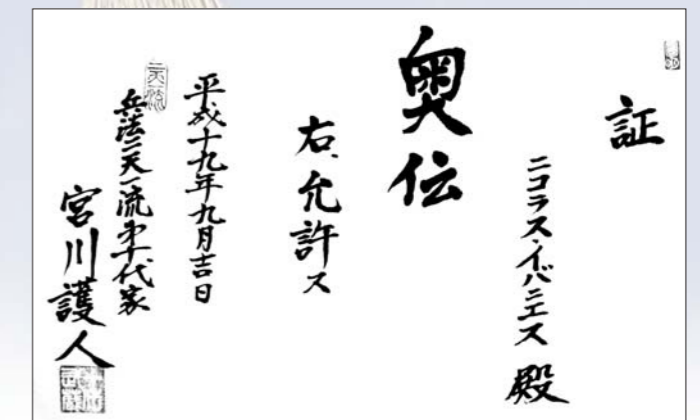 証
ニコラス・イバニエス 殿
奥伝
右、允許ス
平成十九年九月吉日
兵法二天一流第十代家
宮川護人